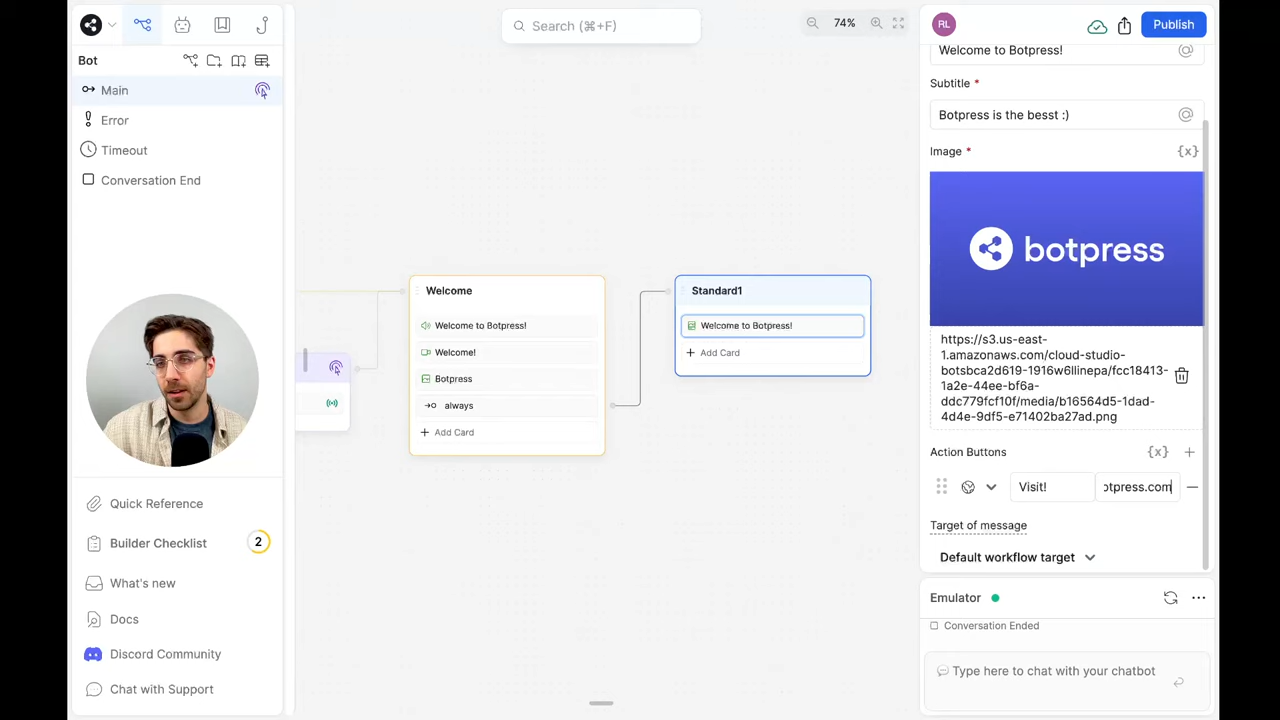 Search (⌘+F)
74%
RL
Publish
Bot
Main
Error
Timeout
Conversation End
Quick Reference
Builder Checklist
2
What's new
Docs
Discord Community
Chat with Support
Welcome
Welcome to Botpress!
Welcome!
Botpress
always
Add Card
Standard1
Welcome to Botpress!
Add Card
Welcome to Botpress!
Subtitle *
Botpress is the besst :)
Image *
{x}
botpress
https://s3.us-east-
1.amazonaws.com/cloud-studio-
botsbca2d619-1916w6llinepa/fcc18413-
1a2e-44ee-bf6a-
ddc779fcf10f/media/b16564d5-1dad-
4d4e-9df5-e71402ba27ad.png
Action Buttons
{x}
Visit!
otpress.com
Target of message
Default workflow target
Emulator
Conversation Ended
Type here to chat with your chatbot